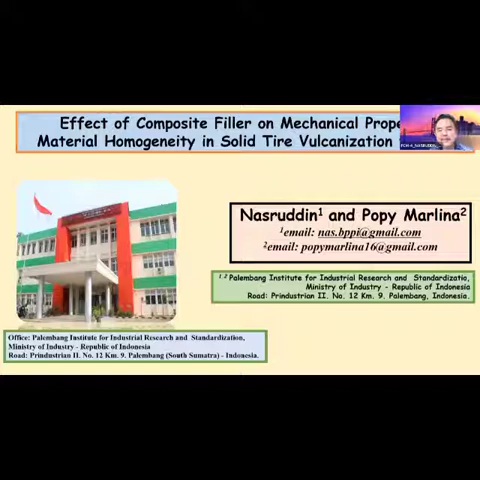 Effect of Composite Filler on Mechanical Prope
Material Homogeneity in Solid Tire Vulcanization
Nasruddin1 and Popy Marlina2
1email: nas.bppi@gmail.com
2email: popymarlina16@gmail.com
1,2 Palembang Institute for Industrial Research and Standardizatio,
Ministry of Industry - Republic of Indonesia
Road: Prindustrian II. No. 12 Km. 9. Palembang, Indonesia.
Office: Palembang Institute for Industrial Research and Standardization,
Ministry of Industry - Republic of Indonesia
Road: Prindustrian II. No. 12 Km. 9. Palembang (South Sumatra) - Indonesia.